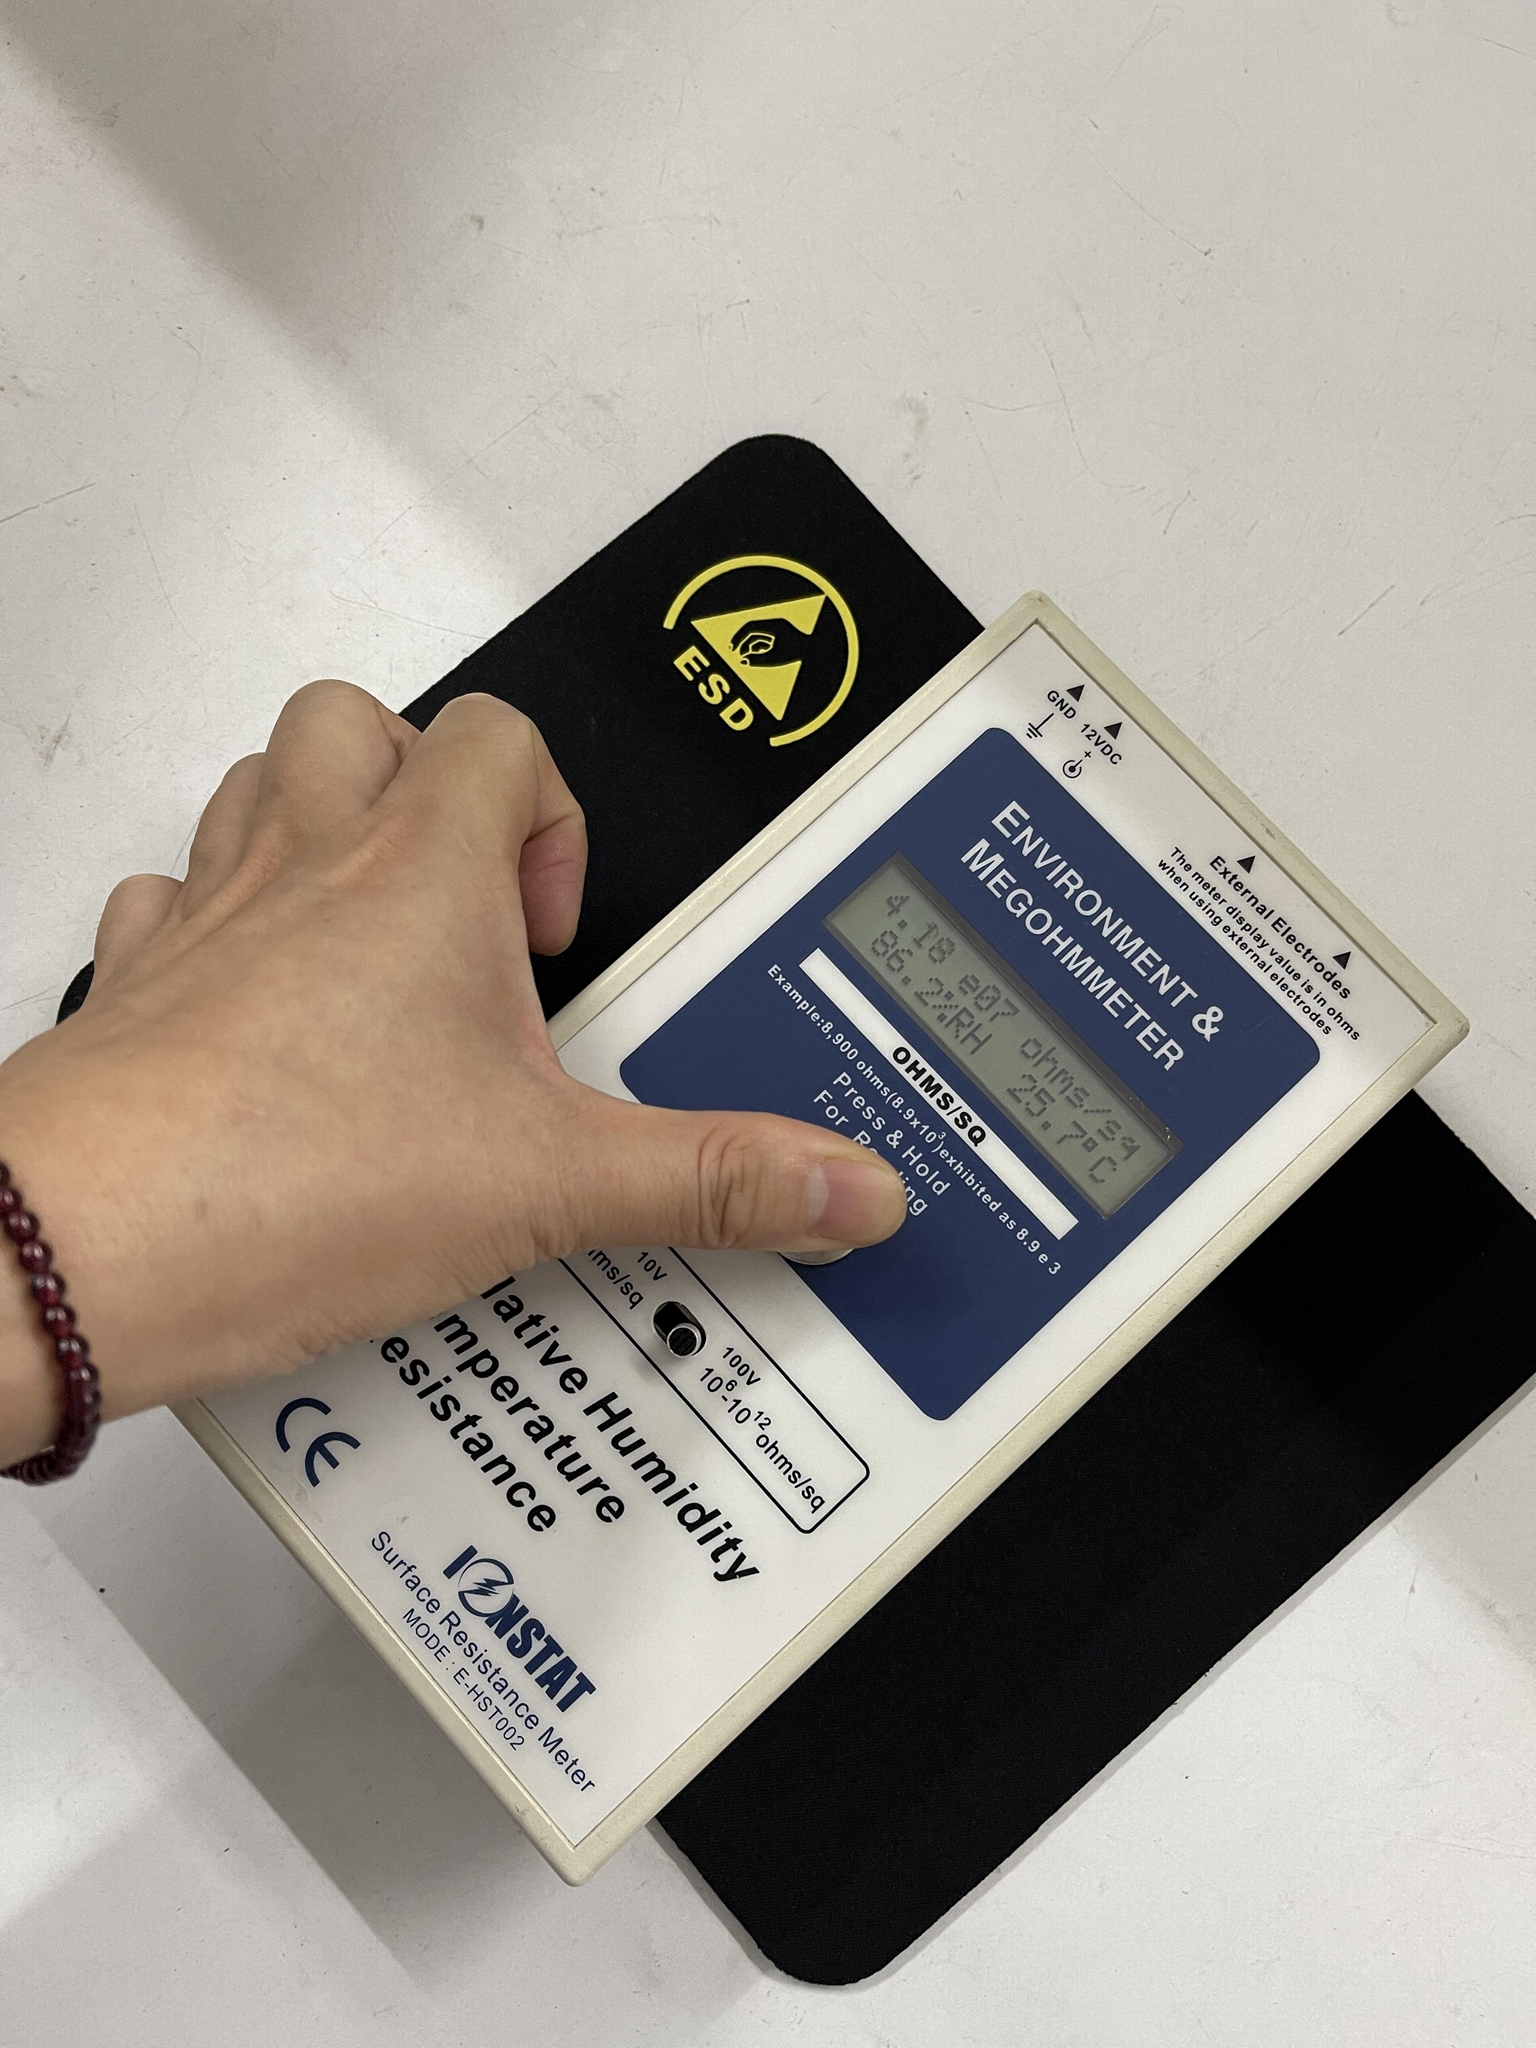 ESD
GND 12VDC
+
External Electrodes
The meter display value is in ohms
when using external electrodes
ENVIRONMENT &
MEGOHMMETER
4.18 e07 ohms/sq
86.2%RH 25.7°C
OHMS/SQ
Example:8,900 ohms(8.9x10³)exhibited as 8.9 e 3
Press & Hold
For
10V
100V
10⁶-10¹² ohms/sq
Humidity
CE
IONSTAT
Surface Resistance Meter
MODE : E-HST002